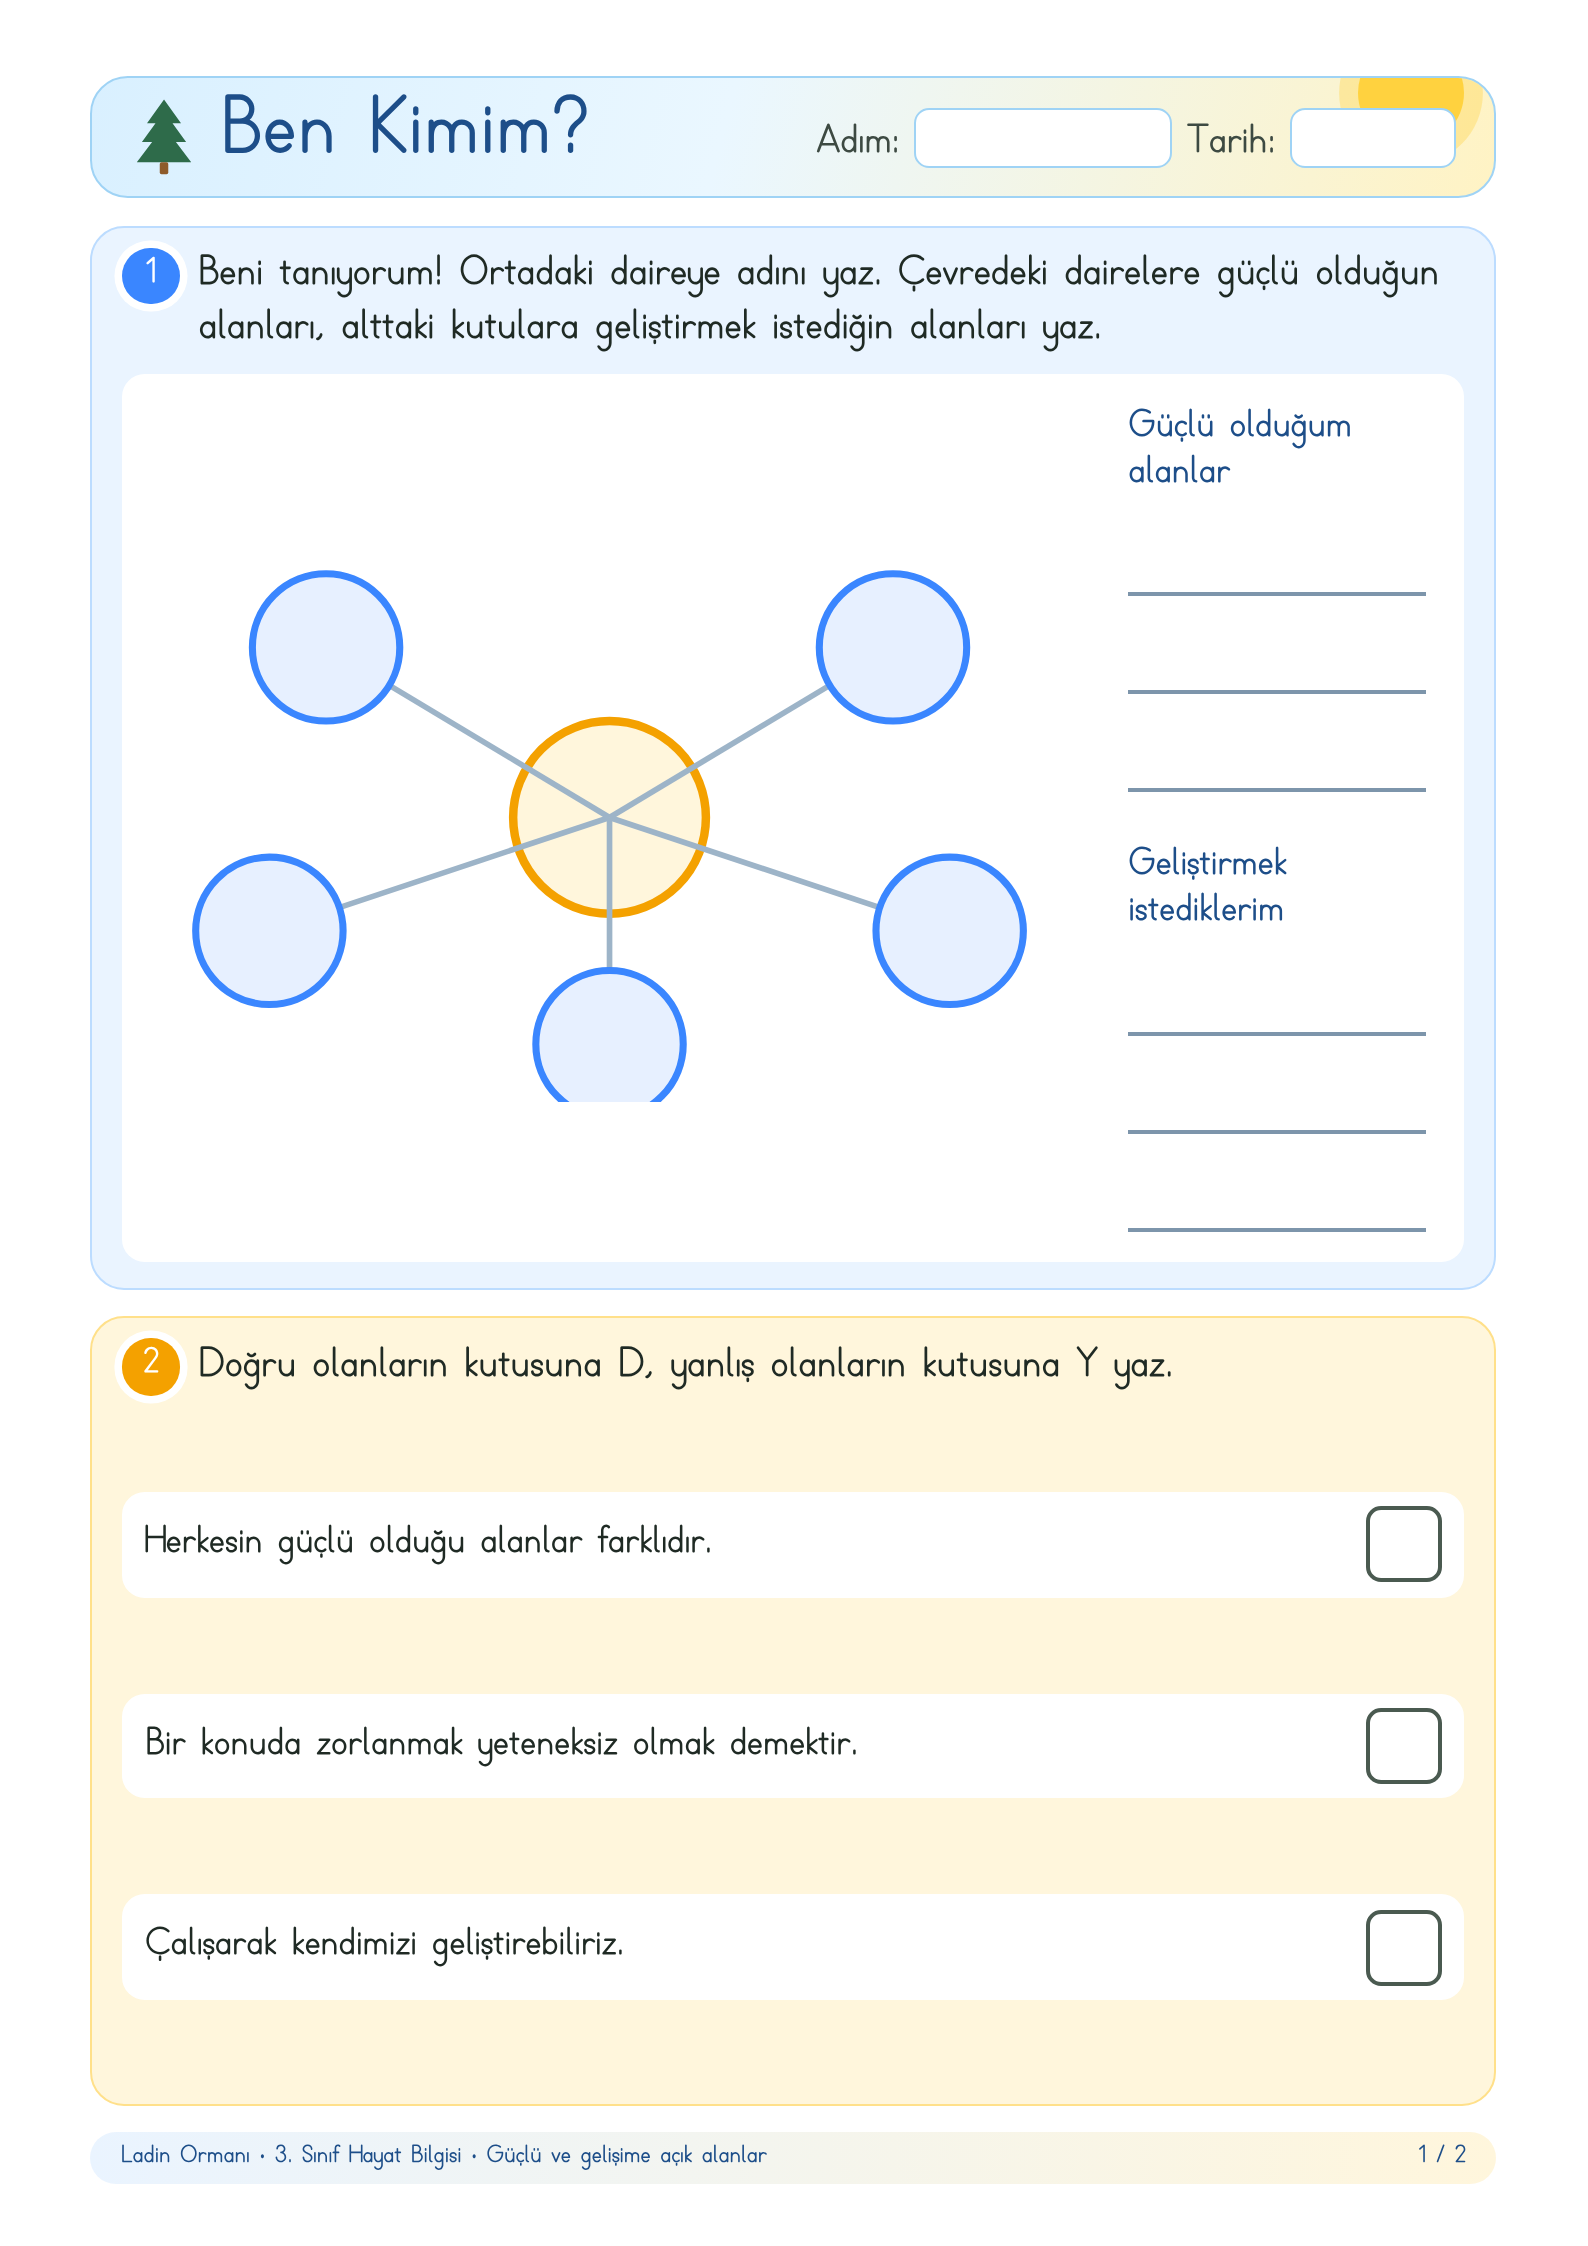 Ben Kimim?
Adım:
Tarih:
1
Beni tanıyorum! Ortadaki daireye adını yaz. Çevredeki dairelere güçlü olduğun
alanları, alttaki kutulara geliştirmek istediğin alanları yaz.
Güçlü olduğum
alanlar
Geliştirmek
istediklerim
2
Doğru olanların kutusuna D, yanlış olanların kutusuna Y yaz.
Herkesin güçlü olduğu alanlar farklıdır.
Bir konuda zorlanmak yeteneksiz olmak demektir.
Çalışarak kendimizi geliştirebiliriz.
Ladin Ormanı • 3. Sınıf Hayat Bilgisi • Güçlü ve gelişime açık alanlar
1 / 2